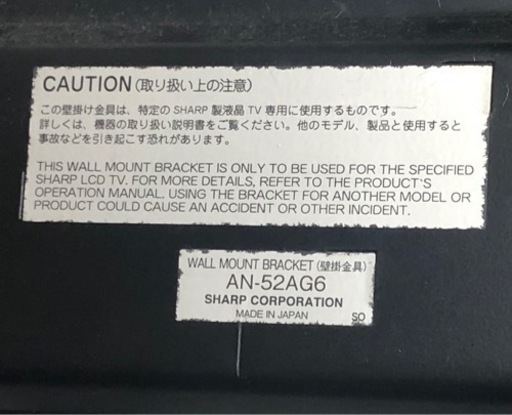 CAUTION(取り扱い上の注意)
この壁掛け金具は、特定の SHARP 製液晶 TV 専用に使用するものです。
詳しくは、機器の取り扱い説明書をご覧ください。他のモデル、製品と使用すると
事故などを引き起こす恐れがあります。
THIS WALL MOUNT BRACKET IS ONLY TO BE USED FOR THE SPECIFIED
SHARP LCD TV. FOR MORE DETAILS, REFER TO THE PRODUCT'S
OPERATION MANUAL. USING THE BRACKET FOR ANOTHER MODEL OR
PRODUCT COULD CAUSE AN ACCIDENT OR OTHER INCIDENT.
WALL MOUNT BRACKET(壁掛金具)
AN-52AG6
SHARP CORPORATION
MADE IN JAPAN SO